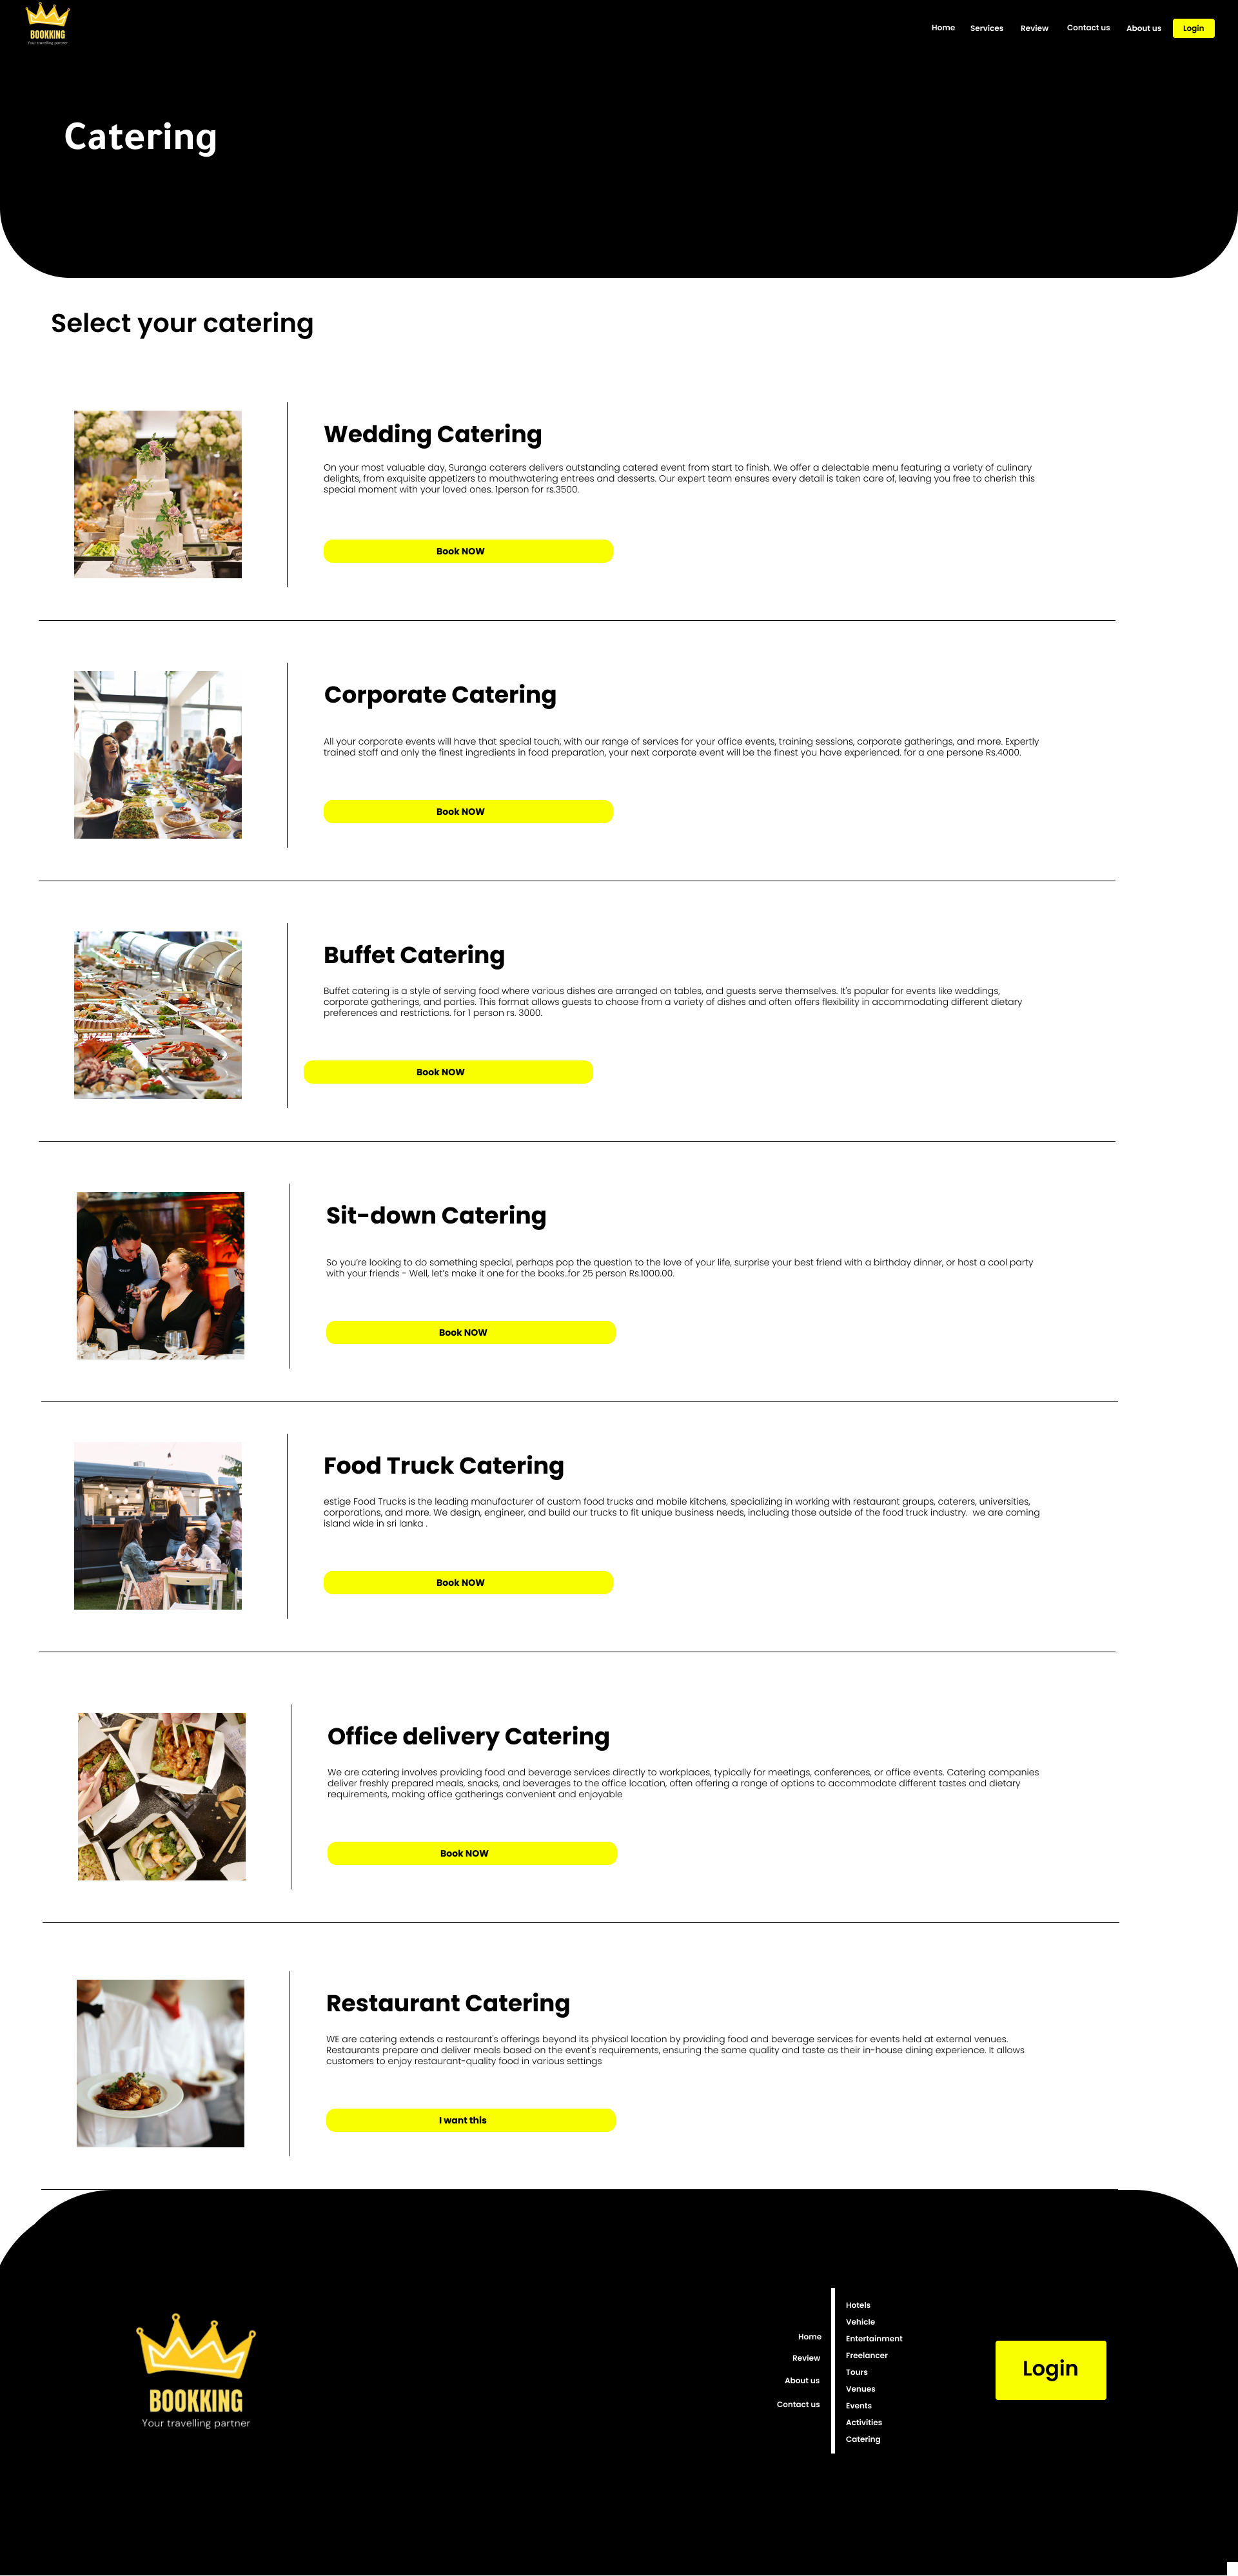 BOOKKING
Your travelling partner
Home Services Review Contact us About us Login
Catering
Select your catering
Wedding Catering
On your most valuable day, Suranga caterers delivers outstanding catered event from start to finish. We offer a delectable menu featuring a variety of culinary
delights, from exquisite appetizers to mouthwatering entrees and desserts. Our expert team ensures every detail is taken care of, leaving you free to cherish this
special moment with your loved ones. 1person for rs.3500.
Book NOW
Corporate Catering
All your corporate events will have that special touch, with our range of services for your office events, training sessions, corporate gatherings, and more. Expertly
trained staff and only the finest ingredients in food preparation, your next corporate event will be the finest you have experienced. for a one persone Rs.4000.
Book NOW
Buffet Catering
Buffet catering is a style of serving food where various dishes are arranged on tables, and guests serve themselves. It's popular for events like weddings,
corporate gatherings, and parties. This format allows guests to choose from a variety of dishes and often offers flexibility in accommodating different dietary
preferences and restrictions. for 1 person rs. 3000.
Book NOW
Sit-down Catering
So you're looking to do something special, perhaps pop the question to the love of your life, surprise your best friend with a birthday dinner, or host a cool party
with your friends - Well, let's make it one for the books..for 25 person Rs.1000.00.
Book NOW
Food Truck Catering
estige Food Trucks is the leading manufacturer of custom food trucks and mobile kitchens, specializing in working with restaurant groups, caterers, universities,
corporations, and more. We design, engineer, and build our trucks to fit unique business needs, including those outside of the food truck industry.  we are coming
island wide in sri lanka .
Book NOW
Office delivery Catering
We are catering involves providing food and beverage services directly to workplaces, typically for meetings, conferences, or office events. Catering companies
deliver freshly prepared meals, snacks, and beverages to the office location, often offering a range of options to accommodate different tastes and dietary
requirements, making office gatherings convenient and enjoyable
Book NOW
Restaurant Catering
WE are catering extends a restaurant's offerings beyond its physical location by providing food and beverage services for events held at external venues.
Restaurants prepare and deliver meals based on the event's requirements, ensuring the same quality and taste as their in-house dining experience. It allows
customers to enjoy restaurant-quality food in various settings
I want this
BOOKKING
Your travelling partner
Home
Review
About us
Contact us
Hotels
Vehicle
Entertainment
Freelancer
Tours
Venues
Events
Activities
Catering
Login